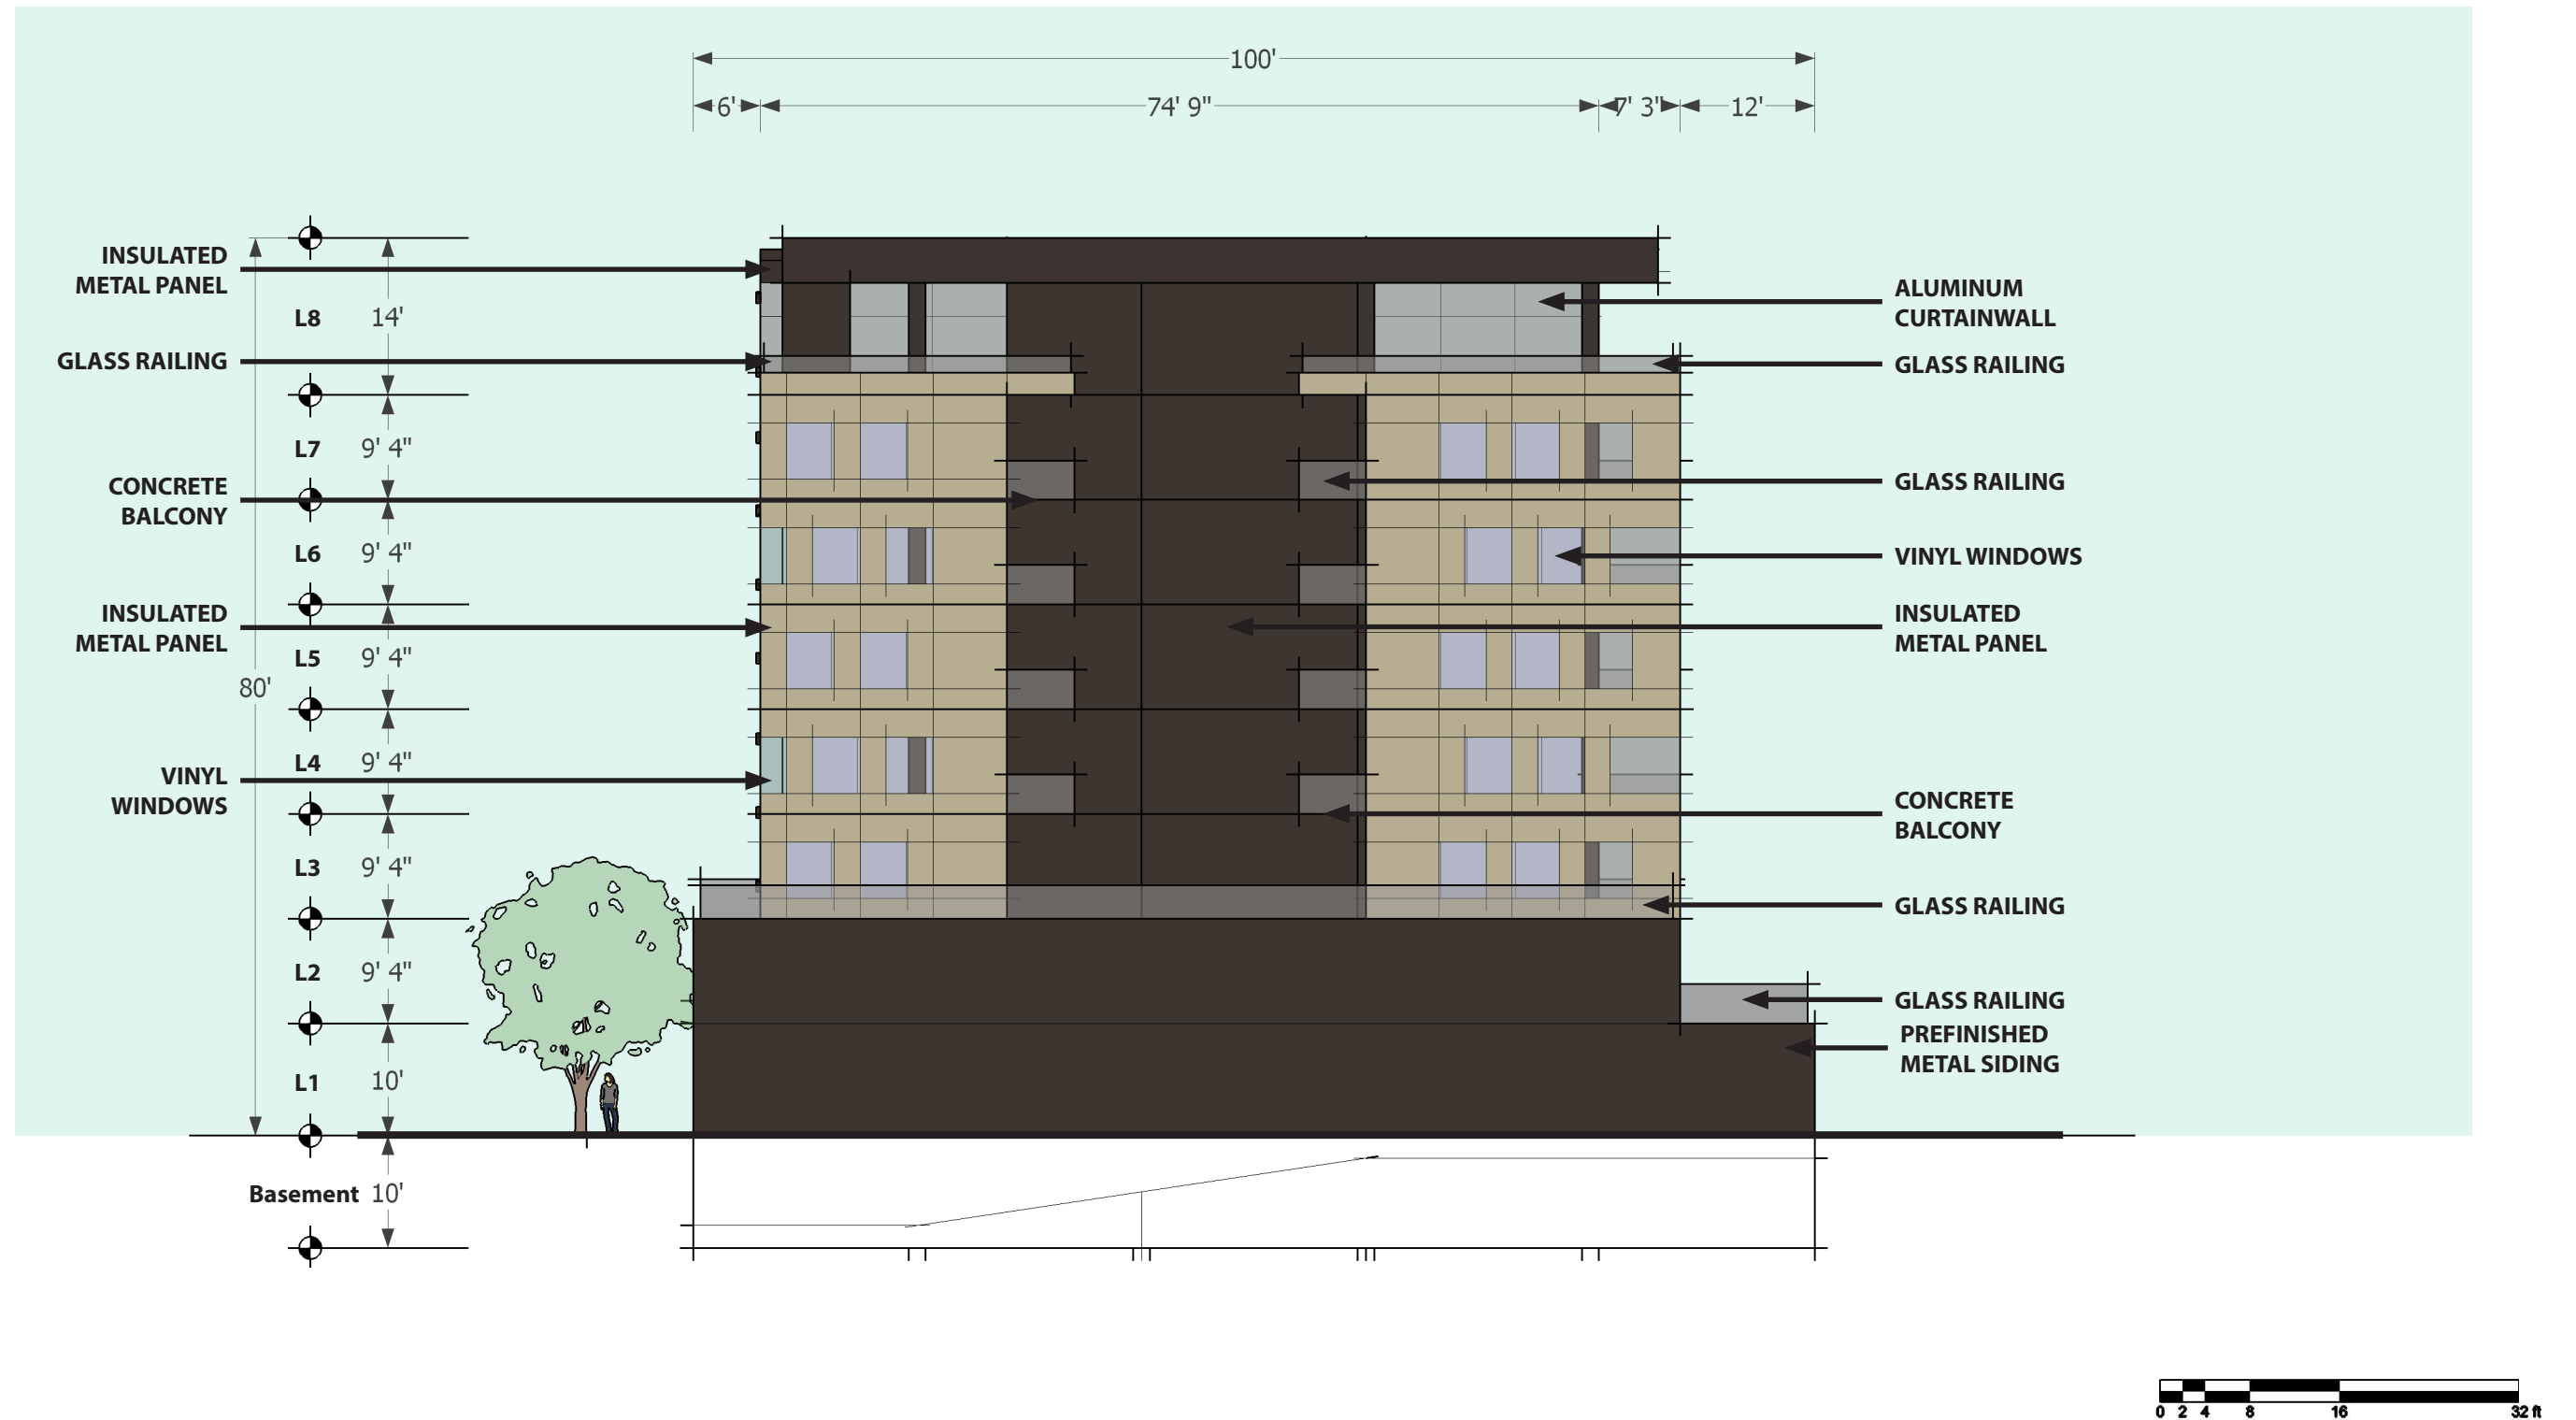 100'
6'
74' 9"
7' 3"
12'
INSULATED
METAL PANEL
L8
14'
GLASS RAILING
L7
9' 4"
CONCRETE
BALCONY
L6
9' 4"
INSULATED
METAL PANEL
L5
9' 4"
80'
L4
9' 4"
VINYL
WINDOWS
L3
9' 4"
L2
9' 4"
L1
10'
Basement
10'
ALUMINUM
CURTAINWALL
GLASS RAILING
GLASS RAILING
VINYL WINDOWS
INSULATED
METAL PANEL
CONCRETE
BALCONY
GLASS RAILING
GLASS RAILING
PREFINISHED
METAL SIDING
0 2 4 8 16 32 ft